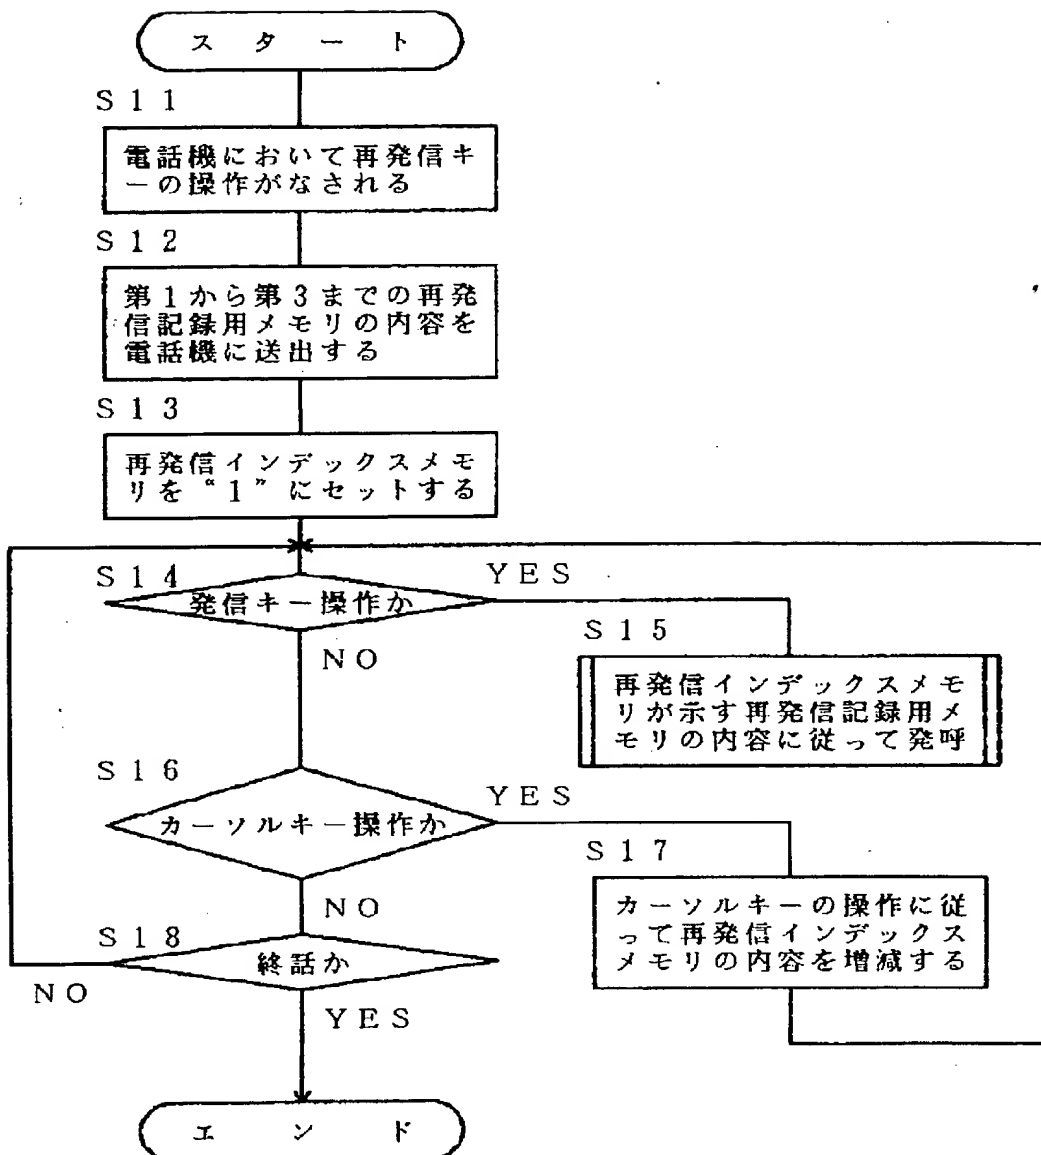 スタート
S11
電話機において再発信キ
ーの操作がなされる
S12
第1から第3までの再発
信記録用メモリの内容を
電話機に送出する
S13
再発信インデックスメモ
リを“1”にセットする
S14
発信キー操作か
YES
NO
S15
再発信インデックスメモ
リが示す再発信記録用メ
モリの内容に従って発呼
S16
カーソルキー操作か
YES
NO
S17
カーソルキーの操作に従
って再発信インデックス
メモリの内容を増減する
S18
終話か
NO
YES
エンド